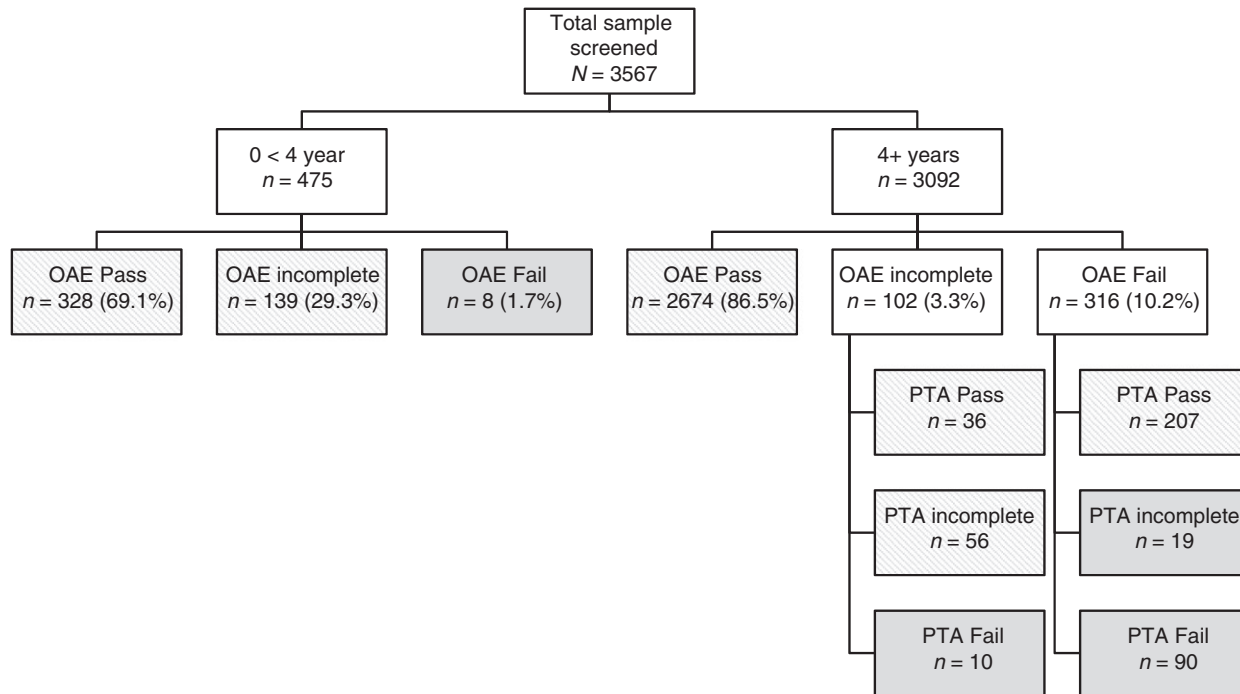 Total sample
screened
N = 3567
0 < 4 year
n = 475
4+ years
n = 3092
OAE Pass
n = 328 (69.1%)
OAE incomplete
n = 139 (29.3%)
OAE Fail
n = 8 (1.7%)
OAE Pass
n = 2674 (86.5%)
OAE incomplete
n = 102 (3.3%)
OAE Fail
n = 316 (10.2%)
PTA Pass
n = 36
PTA Pass
n = 207
PTA incomplete
n = 56
PTA incomplete
n = 19
PTA Fail
n = 10
PTA Fail
n = 90